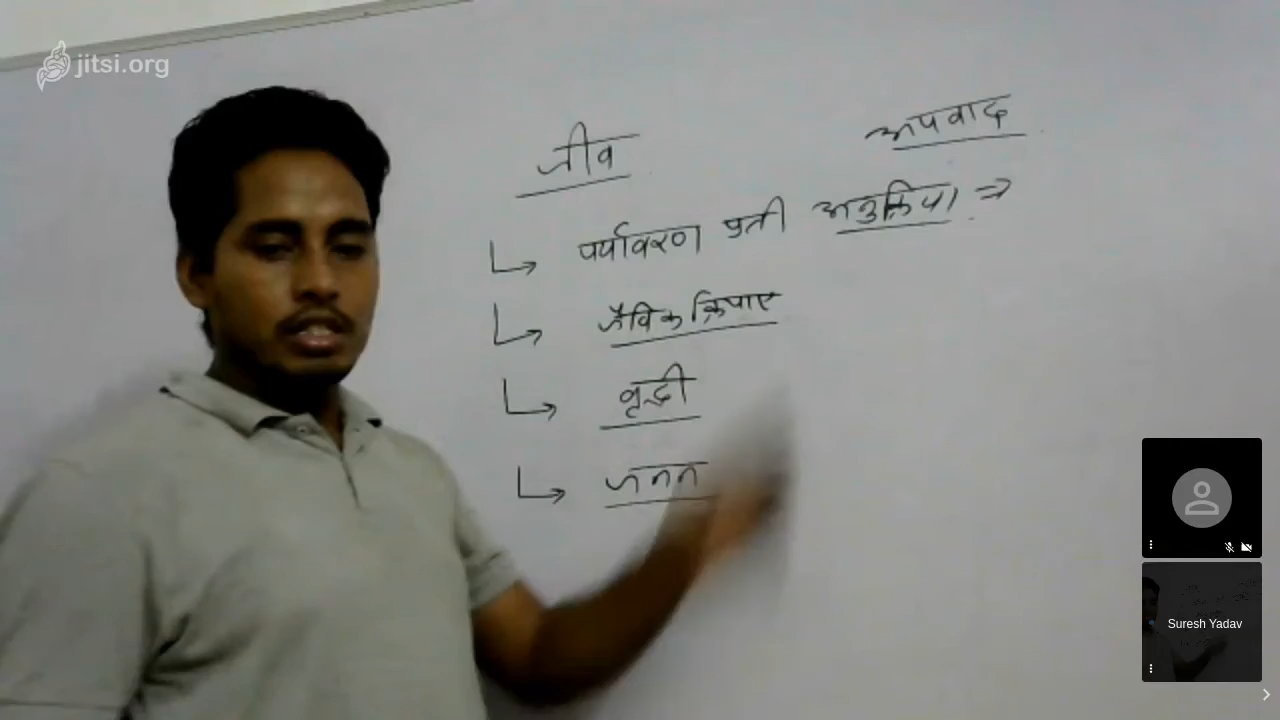 jitsi.org
जीव
अपवाद
पर्यावरण प्रती अनुक्रिया ⇒
जैविक क्रियाए
वृद्धी
जनन
Suresh Yadav